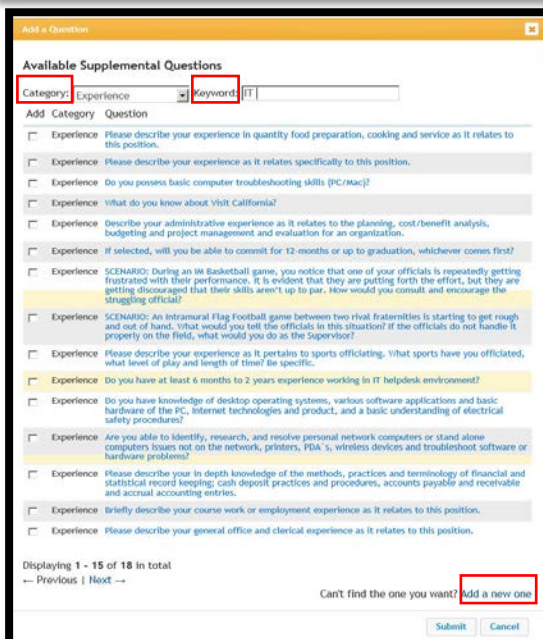 Add a Question
Available Supplemental Questions
Category: Experience Keyword: IT
Add Category Question
Experience Please describe your experience in quantity food preparation, cooking and service as it relates to
this position.
Experience Please describe your experience as it relates specifically to this position.
Experience Do you possess basic computer troubleshooting skills (PC/Mac)?
Experience What do you know about Visit California?
Experience Describe your administrative experience as it relates to the planning, cost/benefit analysis,
budgeting and project management and evaluation for an organization.
Experience If selected, will you be able to commit for 12-months or up to graduation, whichever comes first?
Experience SCENARIO: During an IM Basketball game, you notice that one of your officials is repeatedly getting
frustrated with their performance. It is evident that they are putting forth the effort, but they are
getting discouraged that their skills aren't up to par. How would you consult and encourage the
struggling official?
Experience SCENARIO: An Intramural Flag Football game between two rival fraternities is starting to get rough
and out of hand. What would you tell the officials in this situation? If the officials do not handle it
properly on the field, what would you do as the Supervisor?
Experience Please describe your experience as it pertains to sports officiating. What sports have you officiated,
what level of play and length of time? Be specific.
Experience Do you have at least 6 months to 2 years experience working in IT helpdesk environment?
Experience Do you have knowledge of desktop operating systems, various software applications and basic
hardware of the PC, internet technologies and product, and a basic understanding of electrical
safety procedures?
Experience Are you able to identify, research, and resolve personal network computers or stand alone
computers issues not on the network, printers, PDA`s, wireless devices and troubleshoot software or
hardware problems?
Experience Please describe your in depth knowledge of the methods, practices and terminology of financial and
statistical record keeping; cash deposit practices and procedures, accounts payable and receivable
and accrual accounting entries.
Experience Briefly describe your course work or employment experience as it relates to this position.
Experience Please describe your general office and clerical experience as it relates to this position.
Displaying 1 - 15 of 18 in total
← Previous | Next →
Can't find the one you want? Add a new one
Submit Cancel